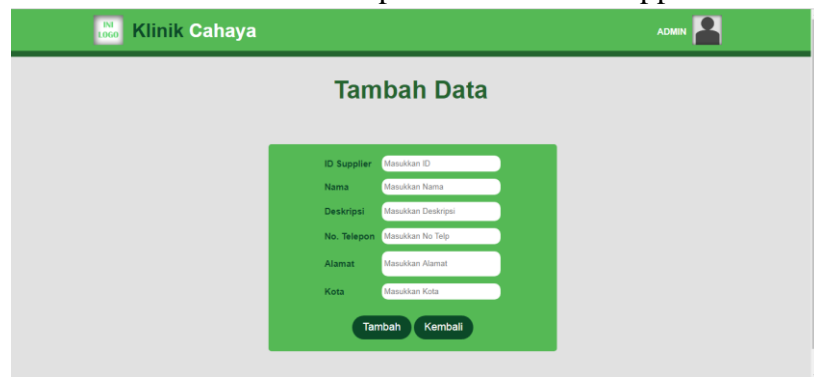 INI
LOGO
Klinik Cahaya
ADMIN
Tambah Data
ID Supplier Masukkan ID
Nama Masukkan Nama
Deskripsi Masukkan Deskripsi
No. Telepon Masukkan No Telp
Alamat Masukkan Alamat
Kota Masukkan Kota
Tambah Kembali